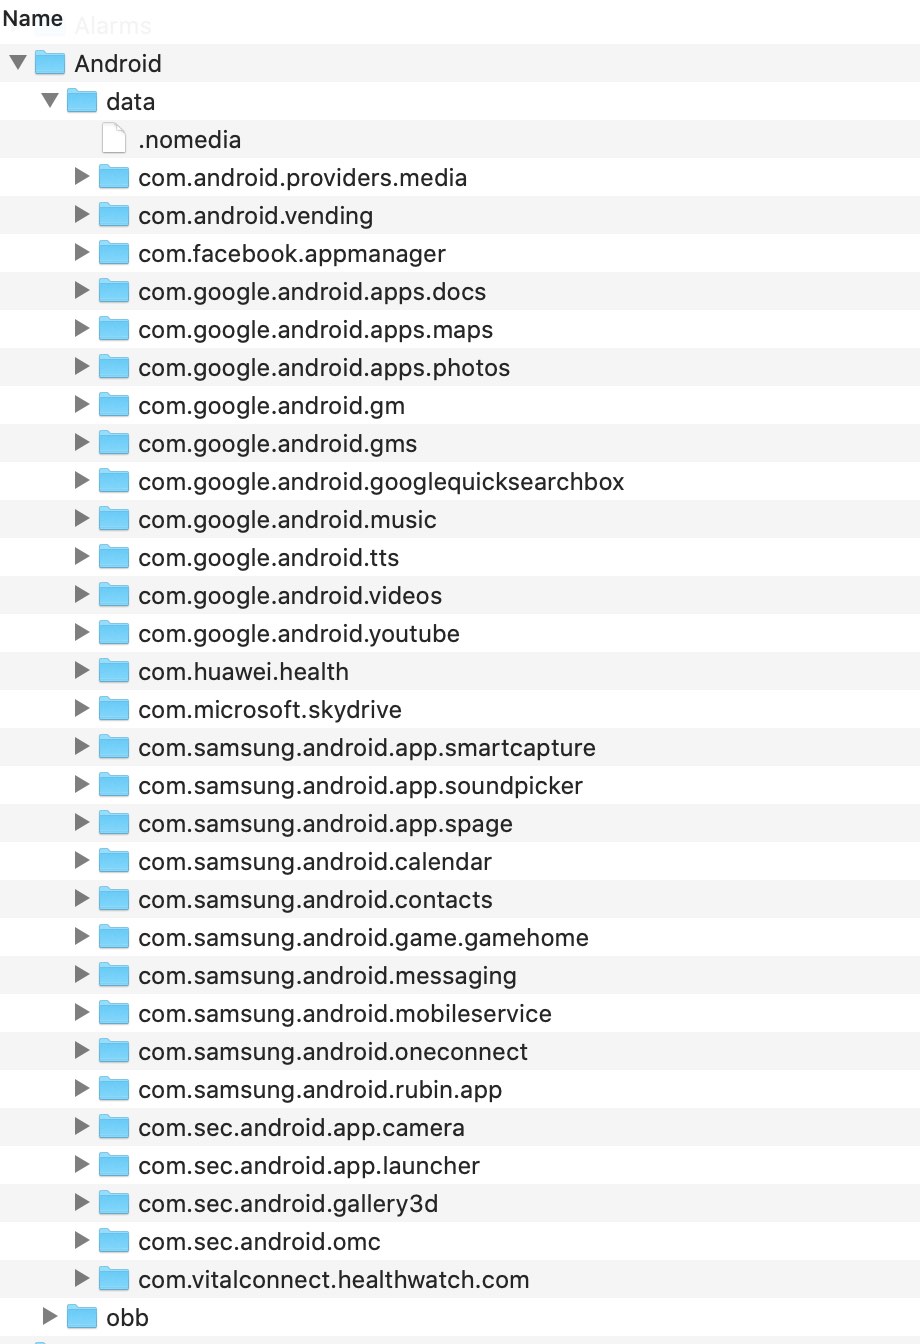 Name
Alarms
Android
data
.nomedia
com.android.providers.media
com.android.vending
com.facebook.appmanager
com.google.android.apps.docs
com.google.android.apps.maps
com.google.android.apps.photos
com.google.android.gm
com.google.android.gms
com.google.android.googlequicksearchbox
com.google.android.music
com.google.android.tts
com.google.android.videos
com.google.android.youtube
com.huawei.health
com.microsoft.skydrive
com.samsung.android.app.smartcapture
com.samsung.android.app.soundpicker
com.samsung.android.app.spage
com.samsung.android.calendar
com.samsung.android.contacts
com.samsung.android.game.gamehome
com.samsung.android.messaging
com.samsung.android.mobileservice
com.samsung.android.oneconnect
com.samsung.android.rubin.app
com.sec.android.app.camera
com.sec.android.app.launcher
com.sec.android.gallery3d
com.sec.android.omc
com.vitalconnect.healthwatch.com
obb